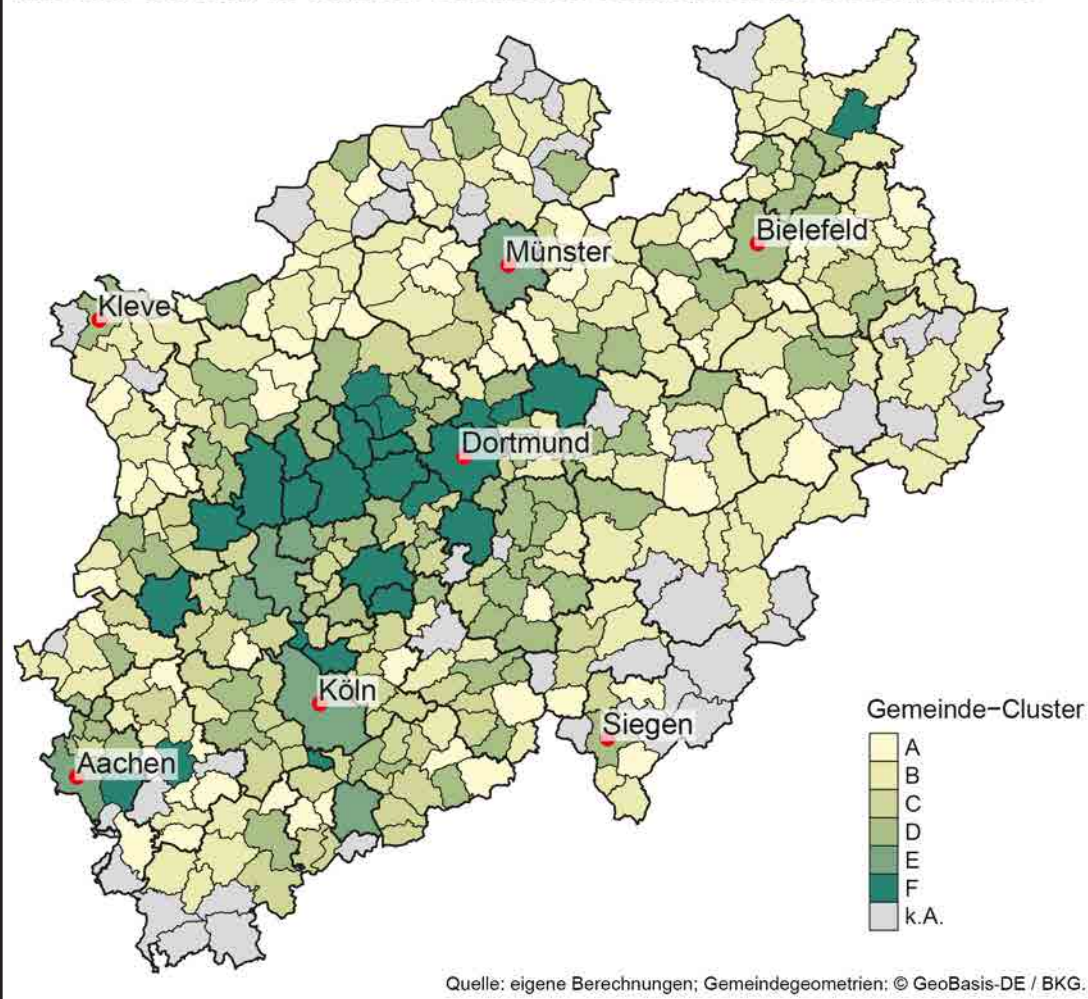 Bielefeld
Münster
Kleve
Dortmund
Köln
Siegen
Aachen
Gemeinde-Cluster
A
B
C
D
E
F
k.A.
Quelle: eigene Berechnungen; Gemeindegeometrien: © GeoBasis-DE / BKG.